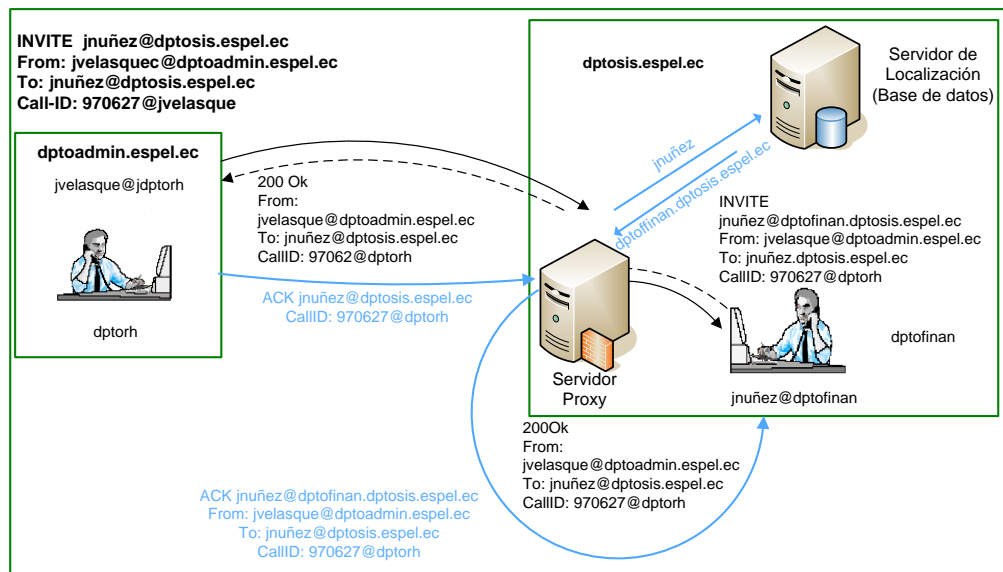 INVITE jnuñez@dptosis.espel.ec
From: jvelasquec@dptoadmin.espel.ec
To: jnuñez@dptosis.espel.ec
Call-ID: 970627@jvelasque
dptoadmin.espel.ec
jvelasque@jdptorh
dptorh
200 Ok
From:
jvelasque@dptoadmin.espel.ec
To: jnuñez@dptosis.espel.ec
CallID: 97062@dptorh
ACK jnuñez@dptosis.espel.ec
CallID: 970627@dptorh
dptosis.espel.ec
Servidor de
Localización
(Base de datos)
jnuñez
dptoffinan.dptosis.espel.ec
INVITE
jnuñez@dptofinan.dptosis.espel.ec
From: jvelasque@dptoadmin.espel.ec
To: jnuñez.dptosis.espel.ec
CallID: 970627@dptorh
dptofinan
jnuñez@dptofinan
Servidor
Proxy
200Ok
From:
jvelasque@dptoadmin.espel.ec
To: jnuñez@dptosis.espel.ec
CallID: 970627@dptorh
ACK jnuñez@dptofinan.dptosis.espel.ec
From: jvelasque@dptoadmin.espel.ec
To: jnuñez@dptosis.espel.ec
CallID: 970627@dptorh